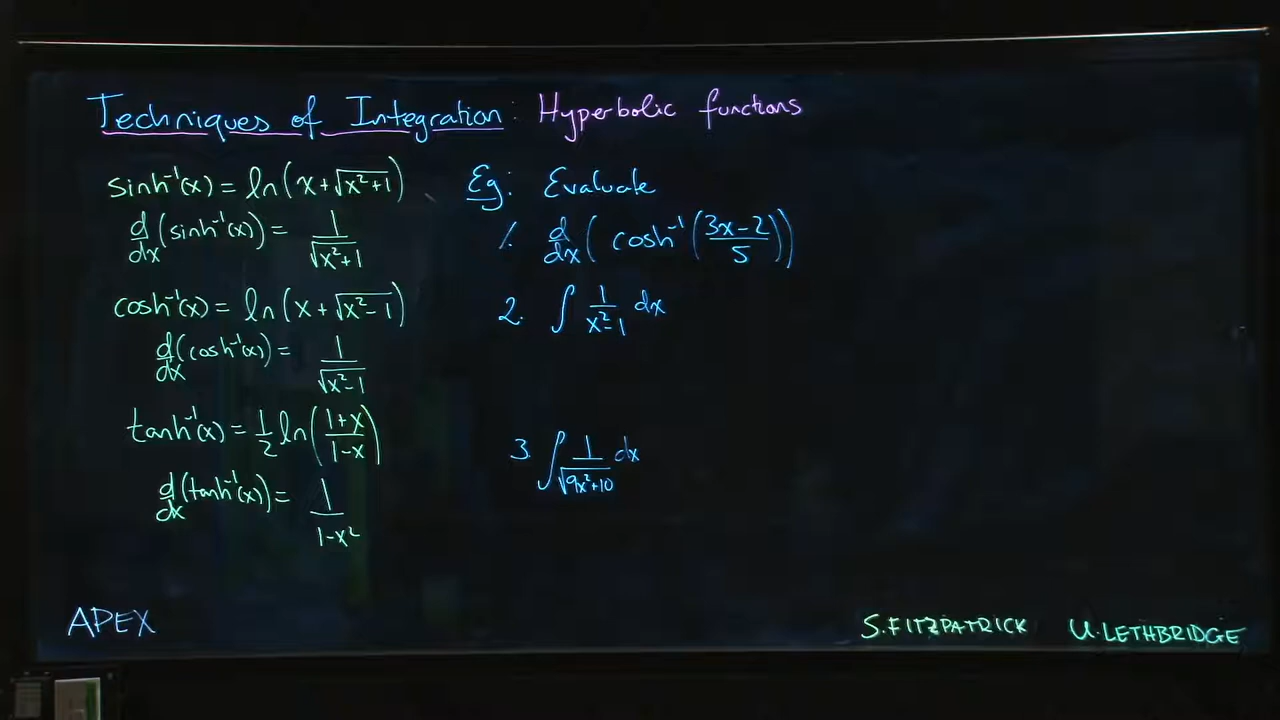 Techniques of Integration: Hyperbolic functions
sinh⁻¹(x) = ln(x+√(x²+1))
d/dx(sinh⁻¹(x)) = 1/√(x²+1)
cosh⁻¹(x) = ln(x+√(x²-1))
d/dx(cosh⁻¹(x)) = 1/√(x²-1)
tanh⁻¹(x) = 1/2 ln((1+x)/(1-x))
d/dx(tanh⁻¹(x)) = 1/(1-x²)
Eg: Evaluate
1. d/dx(cosh⁻¹((3x-2)/5))
2. ∫ 1/(x²-1) dx
3. ∫ 1/√(9x²+10) dx
APEX
S. FITZPATRICK U. LETHBRIDGE